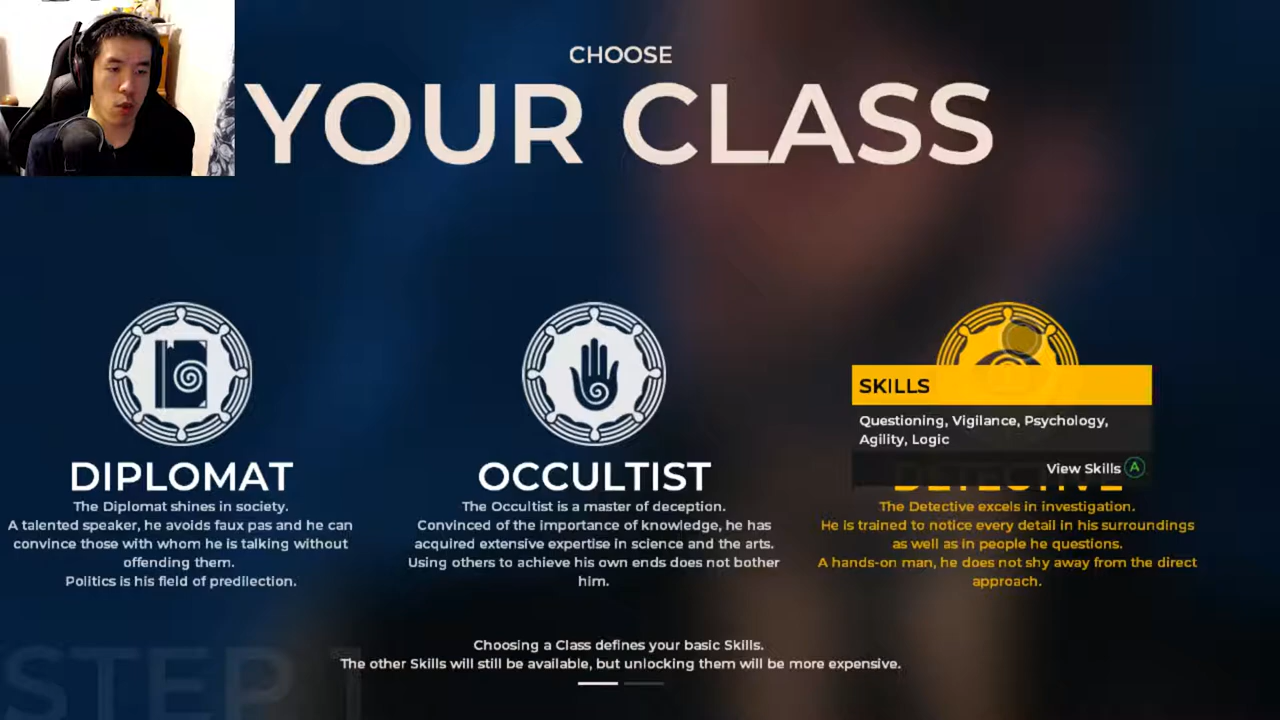 CHOOSE
YOUR CLASS
SKILLS
Questioning, Vigilance, Psychology,
Agility, Logic
View Skills A
DIPLOMAT
The Diplomat shines in society.
A talented speaker, he avoids faux pas and he can
convince those with whom he is talking without
offending them.
Politics is his field of predilection.
OCCULTIST
The Occultist is a master of deception.
Convinced of the importance of knowledge, he has
acquired extensive expertise in science and the arts.
Using others to achieve his own ends does not bother
him.
DETECTIVE
The Detective excels in investigation.
He is trained to notice every detail in his surroundings
as well as in people he questions.
A hands-on man, he does not shy away from the direct
approach.
Choosing a Class defines your basic Skills.
The other Skills will still be available, but unlocking them will be more expensive.
STEP 1